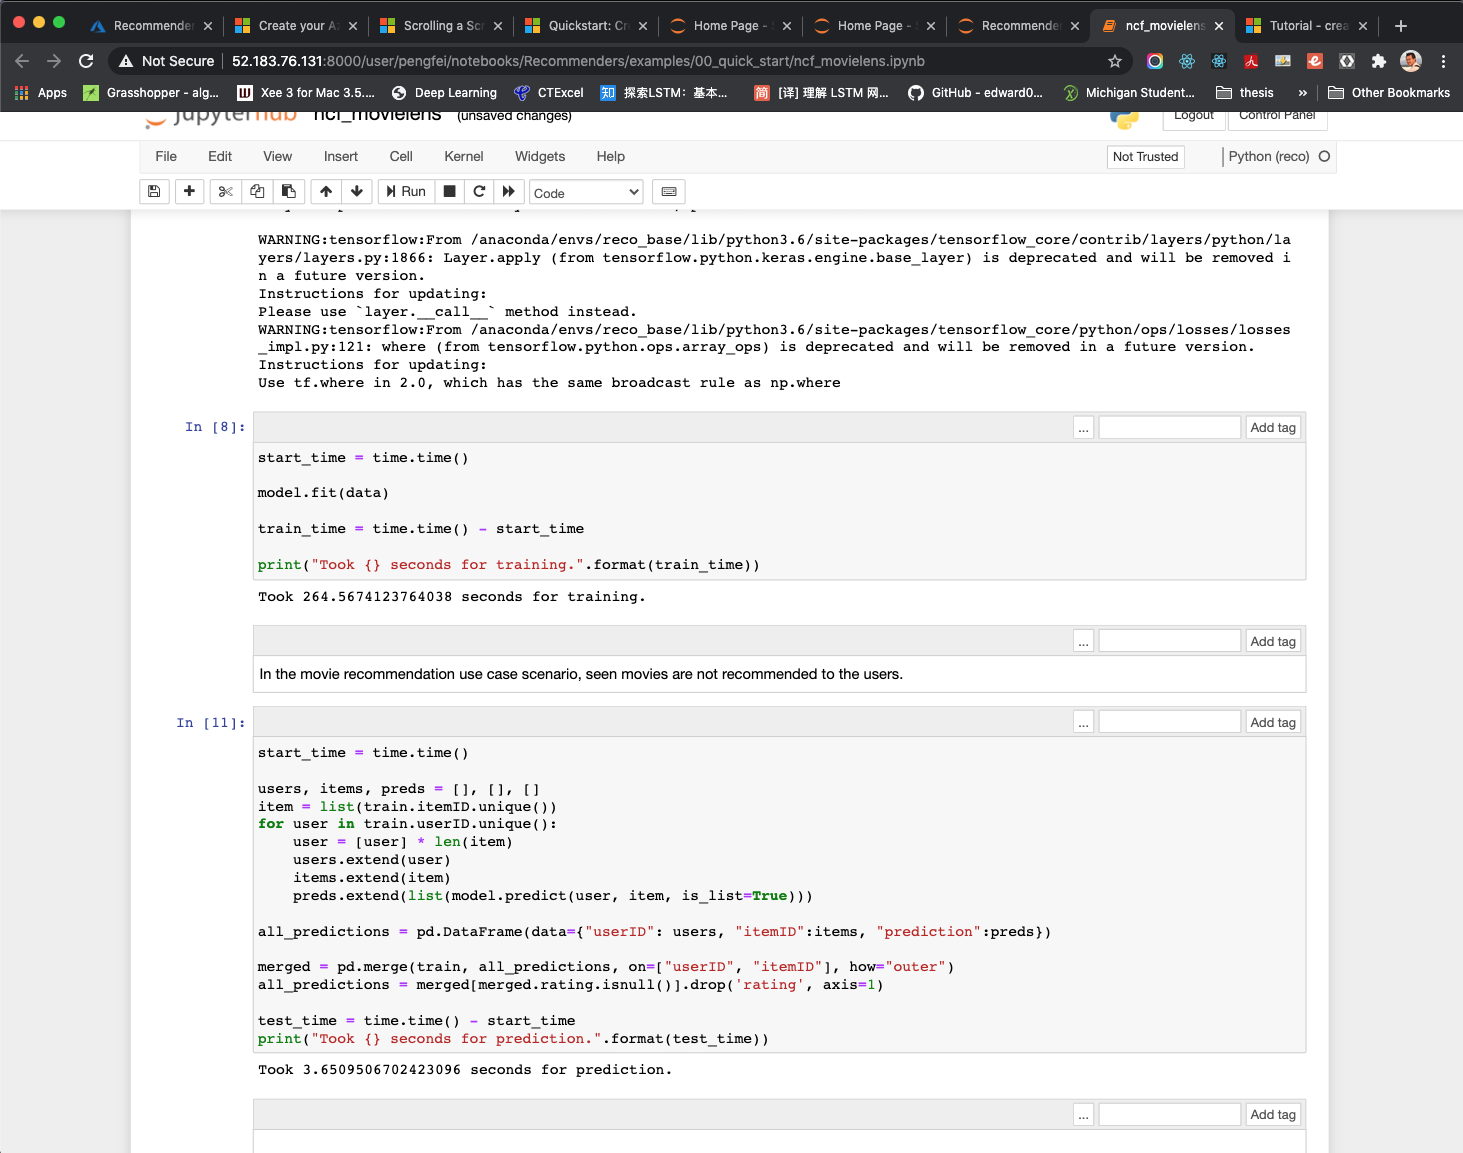 Recommender
Create your Az
Scrolling a Scr
Quickstart: Cr
Home Page - S
Home Page - S
Recommende
ncf_movielens
Tutorial - crea
Not Secure | 52.183.76.131:8000/user/pengfei/notebooks/Recommenders/examples/00_quick_start/ncf_movielens.ipynb
Apps
Grasshopper - alg...
Xee 3 for Mac 3.5....
Deep Learning
CTExcel
知 探索LSTM：基本...
简 [译] 理解 LSTM 网...
GitHub - edward0...
Michigan Student...
thesis
»
Other Bookmarks
jupyterhub ncf_movielens (unsaved changes)
Logout
Control Panel
File Edit View Insert Cell Kernel Widgets Help
Not Trusted
Python (reco)
Run
Code
WARNING:tensorflow:From /anaconda/envs/reco_base/lib/python3.6/site-packages/tensorflow_core/contrib/layers/python/la
yers/layers.py:1866: Layer.apply (from tensorflow.python.keras.engine.base_layer) is deprecated and will be removed i
n a future version.
Instructions for updating:
Please use `layer.__call__` method instead.
WARNING:tensorflow:From /anaconda/envs/reco_base/lib/python3.6/site-packages/tensorflow_core/python/ops/losses/losses
_impl.py:121: where (from tensorflow.python.ops.array_ops) is deprecated and will be removed in a future version.
Instructions for updating:
Use tf.where in 2.0, which has the same broadcast rule as np.where
In [8]:
... Add tag
start_time = time.time()
model.fit(data)
train_time = time.time() - start_time
print("Took {} seconds for training.".format(train_time))
Took 264.5674123764038 seconds for training.
... Add tag
In the movie recommendation use case scenario, seen movies are not recommended to the users.
In [11]:
... Add tag
start_time = time.time()
users, items, preds = [], [], []
item = list(train.itemID.unique())
for user in train.userID.unique():
    user = [user] * len(item)
    users.extend(user)
    items.extend(item)
    preds.extend(list(model.predict(user, item, is_list=True)))
all_predictions = pd.DataFrame(data={"userID": users, "itemID":items, "prediction":preds})
merged = pd.merge(train, all_predictions, on=["userID", "itemID"], how="outer")
all_predictions = merged[merged.rating.isnull()].drop('rating', axis=1)
test_time = time.time() - start_time
print("Took {} seconds for prediction.".format(test_time))
Took 3.6509506702423096 seconds for prediction.
... Add tag